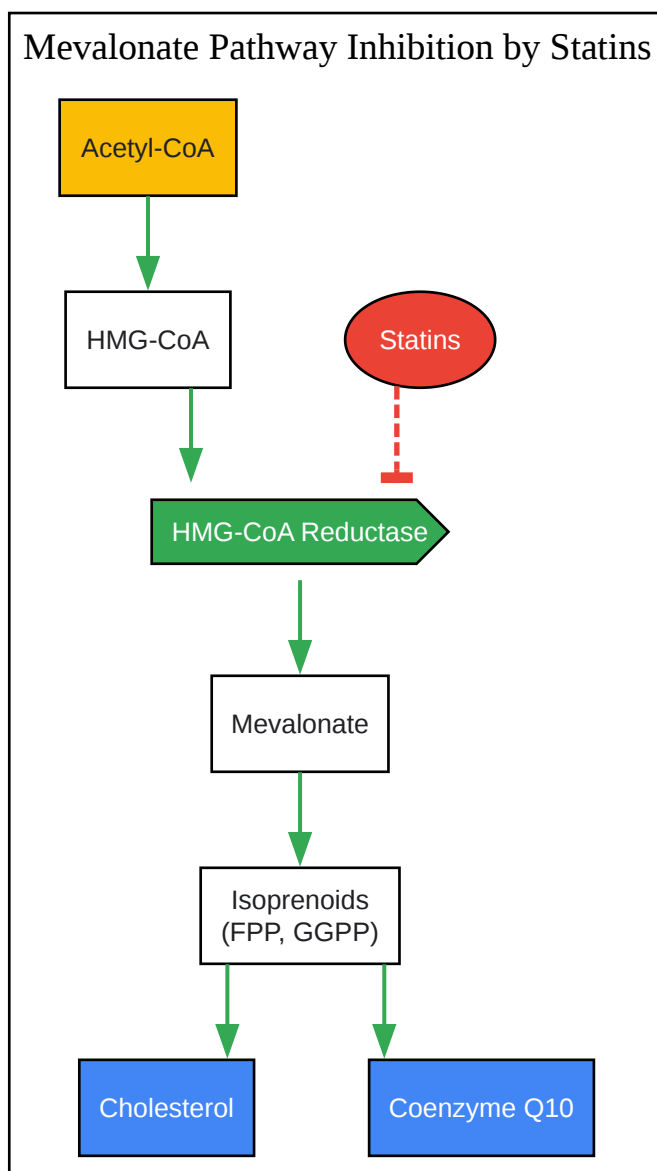 Mevalonate Pathway Inhibition by Statins
Acetyl-CoA
HMG-CoA
Statins
HMG-CoA Reductase
Mevalonate
Isoprenoids
(FPP, GGPP)
Cholesterol
Coenzyme Q10